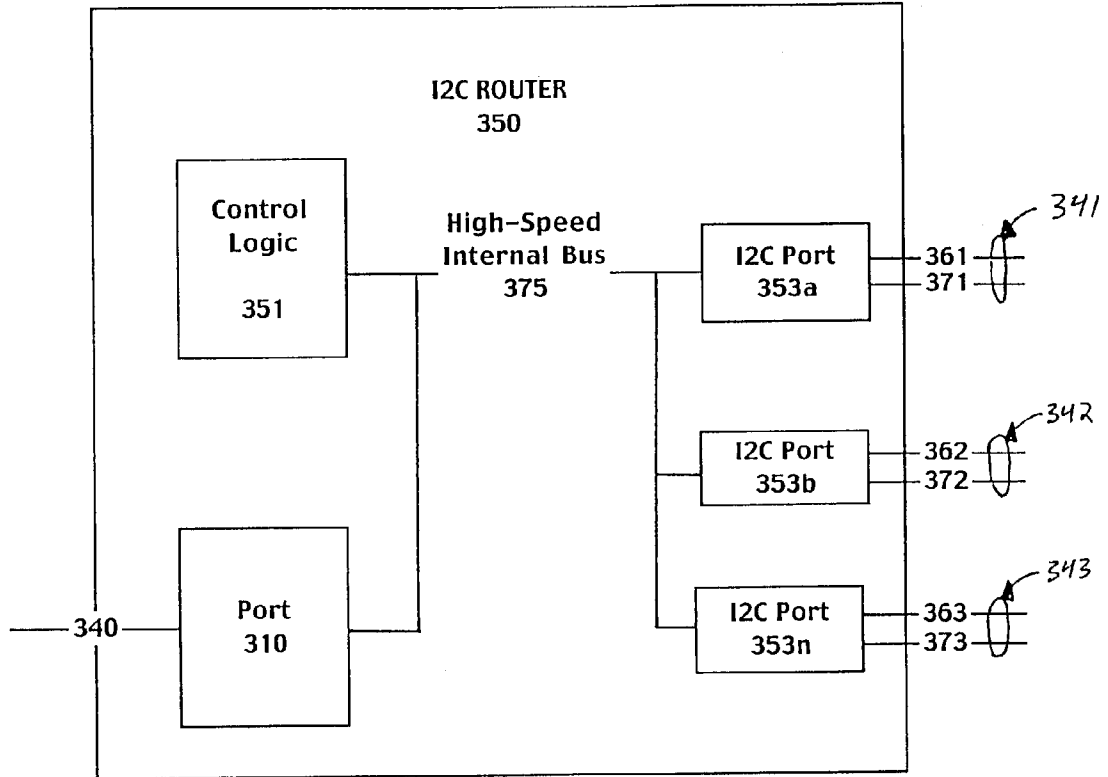 I2C ROUTER
350
Control
Logic
351
High-Speed
Internal Bus
375
I2C Port
353a
361
371
341
I2C Port
353b
362
372
342
Port
310
340
I2C Port
353n
363
373
343